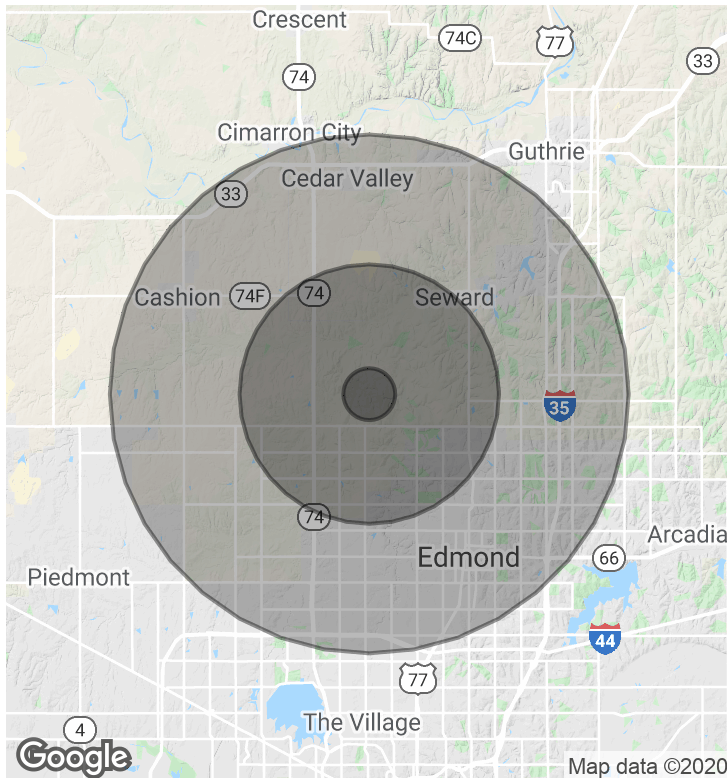 Crescent
74C
77
33
74
Cimarron City
Guthrie
Cedar Valley
33
Cashion
74F
74
Seward
35
74
Edmond
Arcadia
66
Piedmont
44
77
The Village
4
Google
Map data ©2020